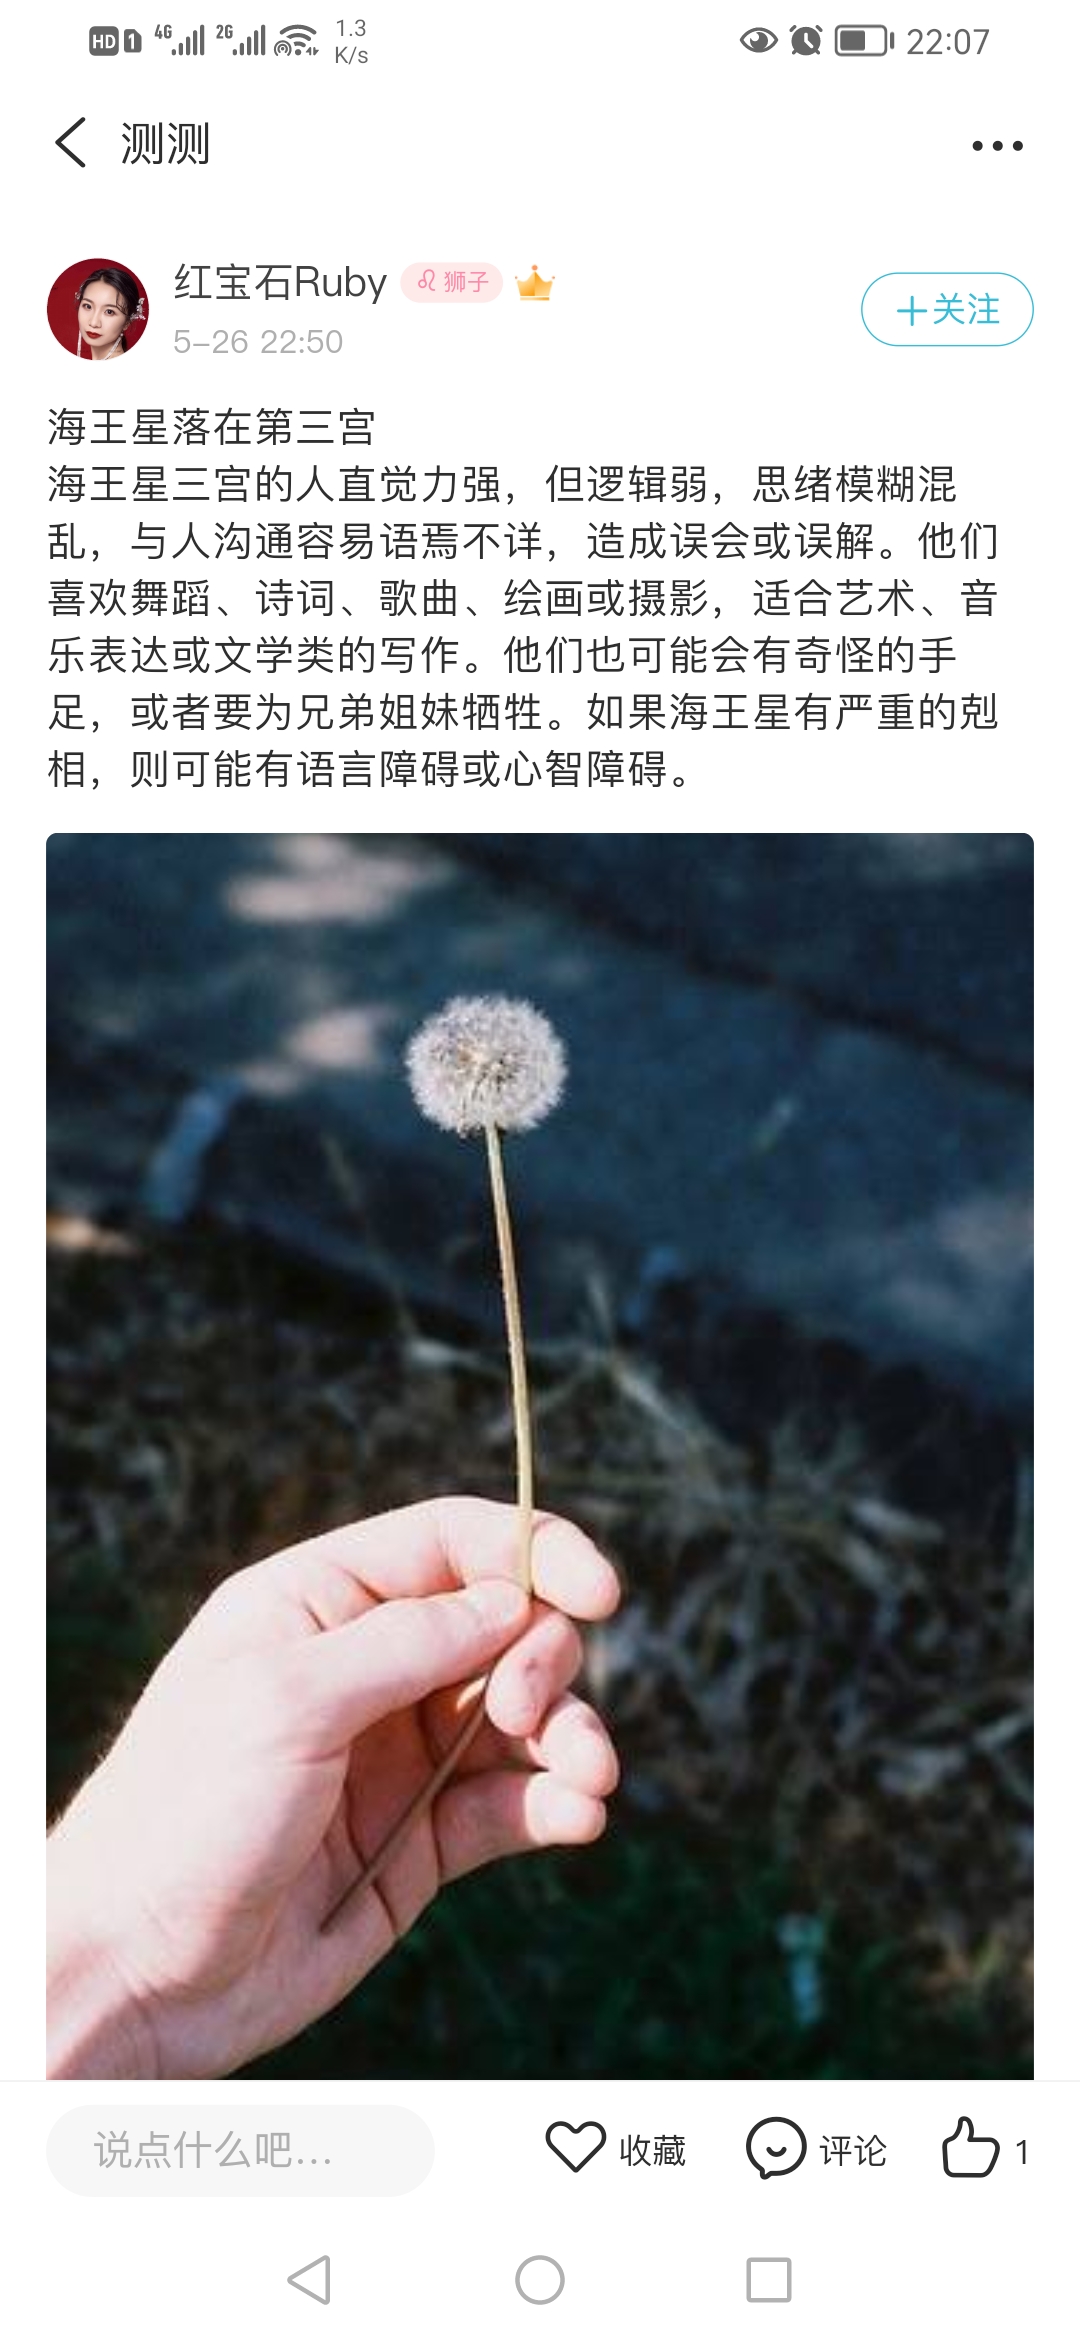 HD 1 4G 2G 1.3 K/s 22:07
测测
红宝石Ruby 狮子
5-26 22:50
＋关注
海王星落在第三宫
海王星三宫的人直觉力强，但逻辑弱，思绪模糊混
乱，与人沟通容易语焉不详，造成误会或误解。他们
喜欢舞蹈、诗词、歌曲、绘画或摄影，适合艺术、音
乐表达或文学类的写作。他们也可能会有奇怪的手
足，或者要为兄弟姐妹牺牲。如果海王星有严重的剋
相，则可能有语言障碍或心智障碍。
说点什么吧... 收藏 评论 1